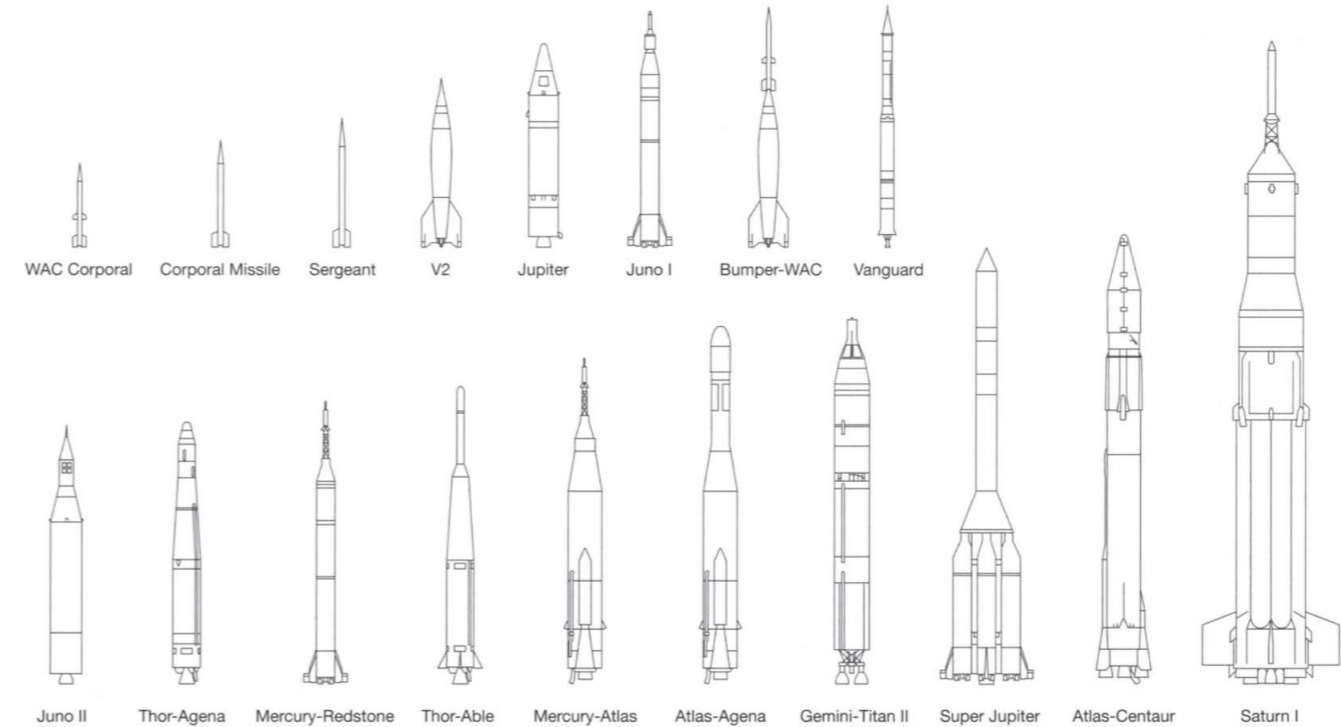 WAC Corporal Corporal Missile Sergeant V2 Jupiter Juno I Bumper-WAC Vanguard
Juno II Thor-Agena Mercury-Redstone Thor-Able Mercury-Atlas Atlas-Agena Gemini-Titan II Super Jupiter Atlas-Centaur Saturn I